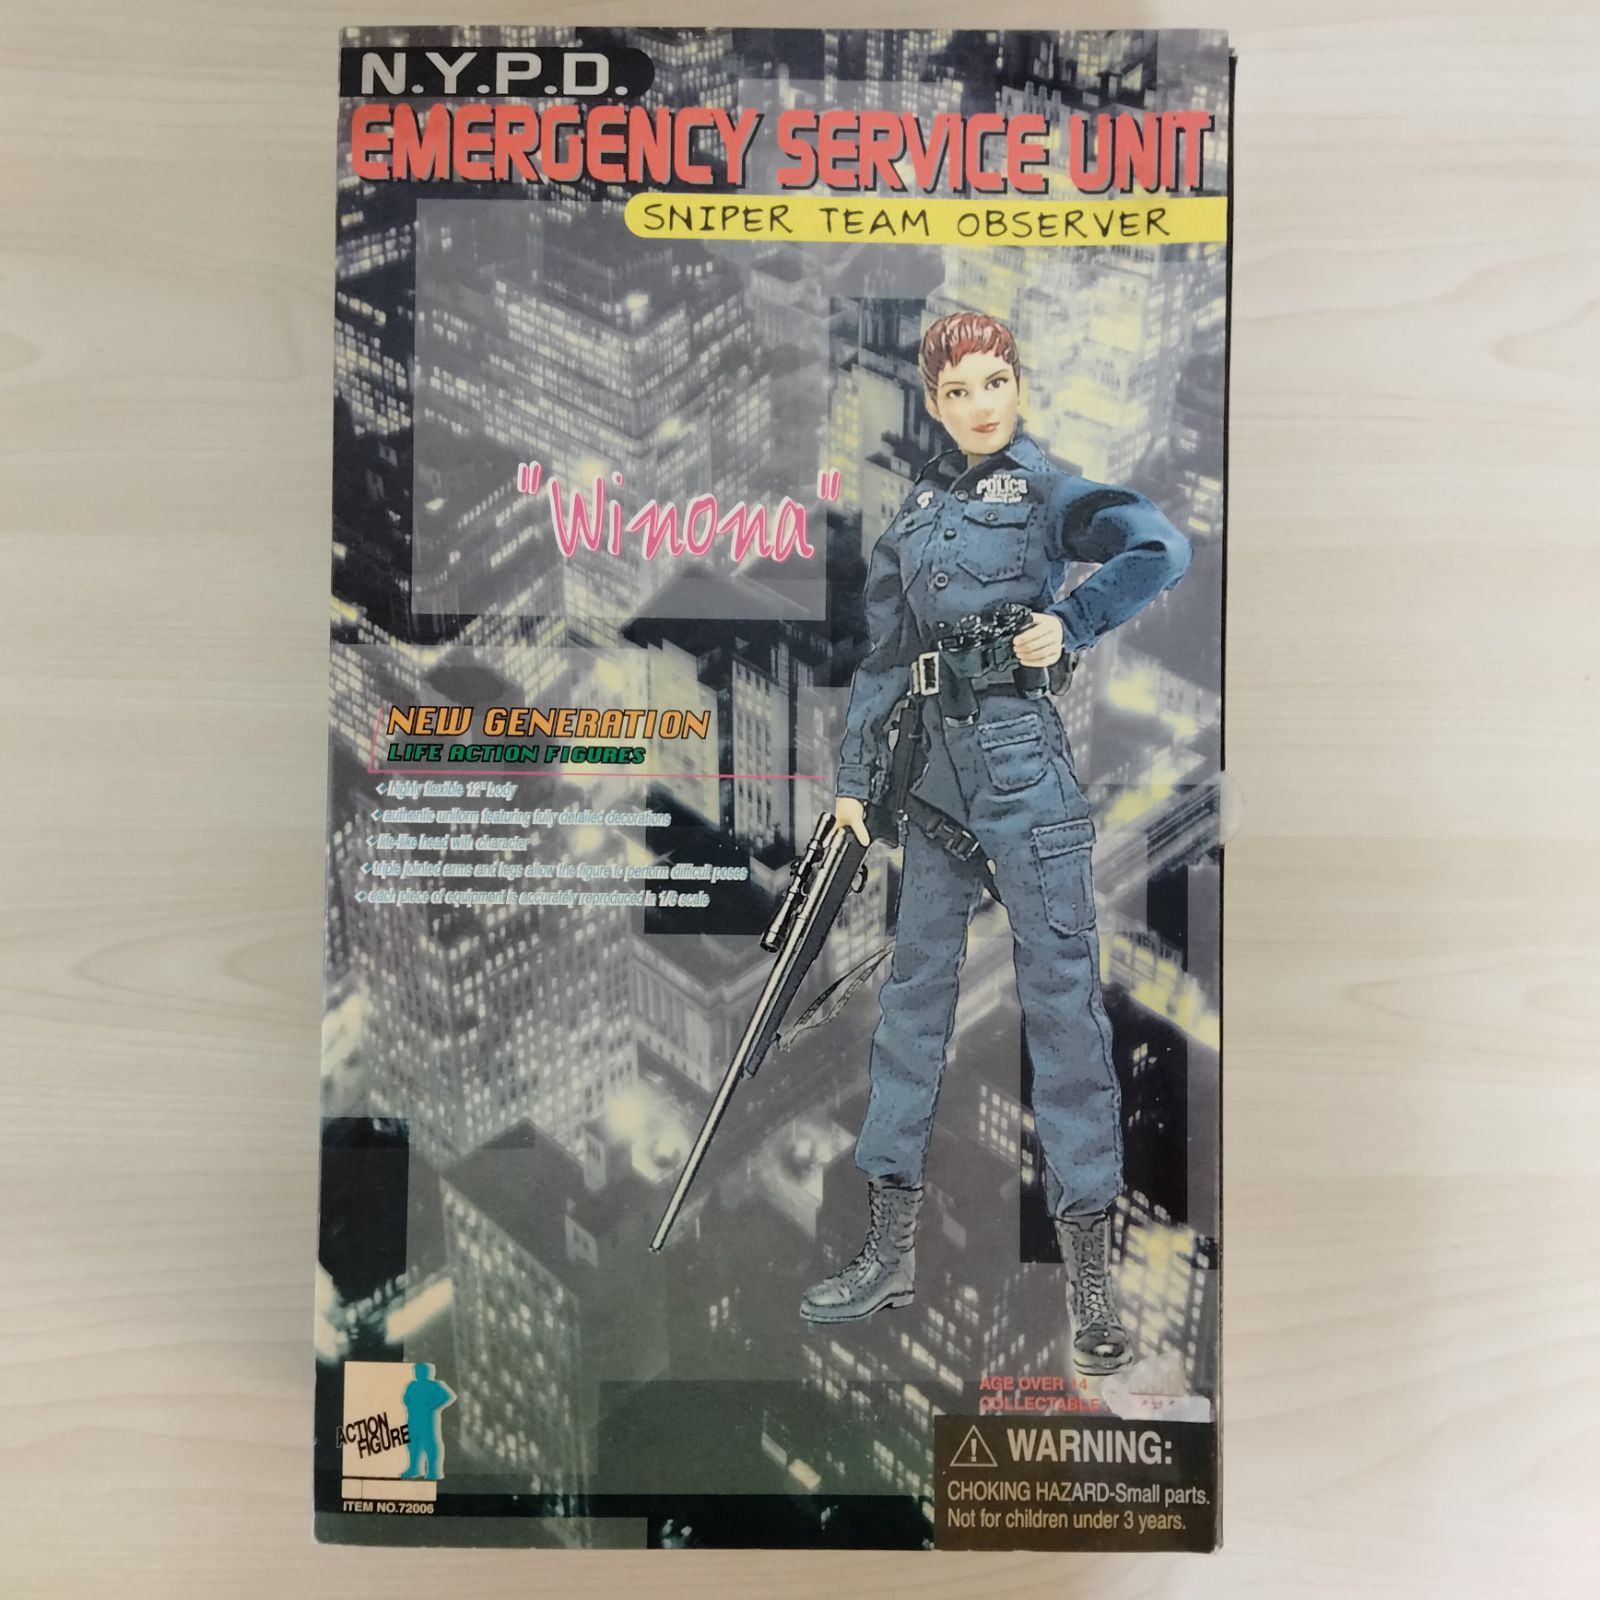 N.Y.P.D.
EMERGENCY SERVICE UNIT
SNIPER TEAM OBSERVER
POLICE
"Winona"
NEW GENERATION
LIFE ACTION FIGURES
highly flexible 12" body
authentic uniform featuring fully detailed decorations
life-like head with character
triple jointed arms and legs allow the figure to perform difficult poses
each piece of equipment is accurately reproduced in 1/6 scale
AGE OVER 14
COLLECTABLE
ACTION
FIGURE
ITEM NO.72006
WARNING:
CHOKING HAZARD-Small parts.
Not for children under 3 years.